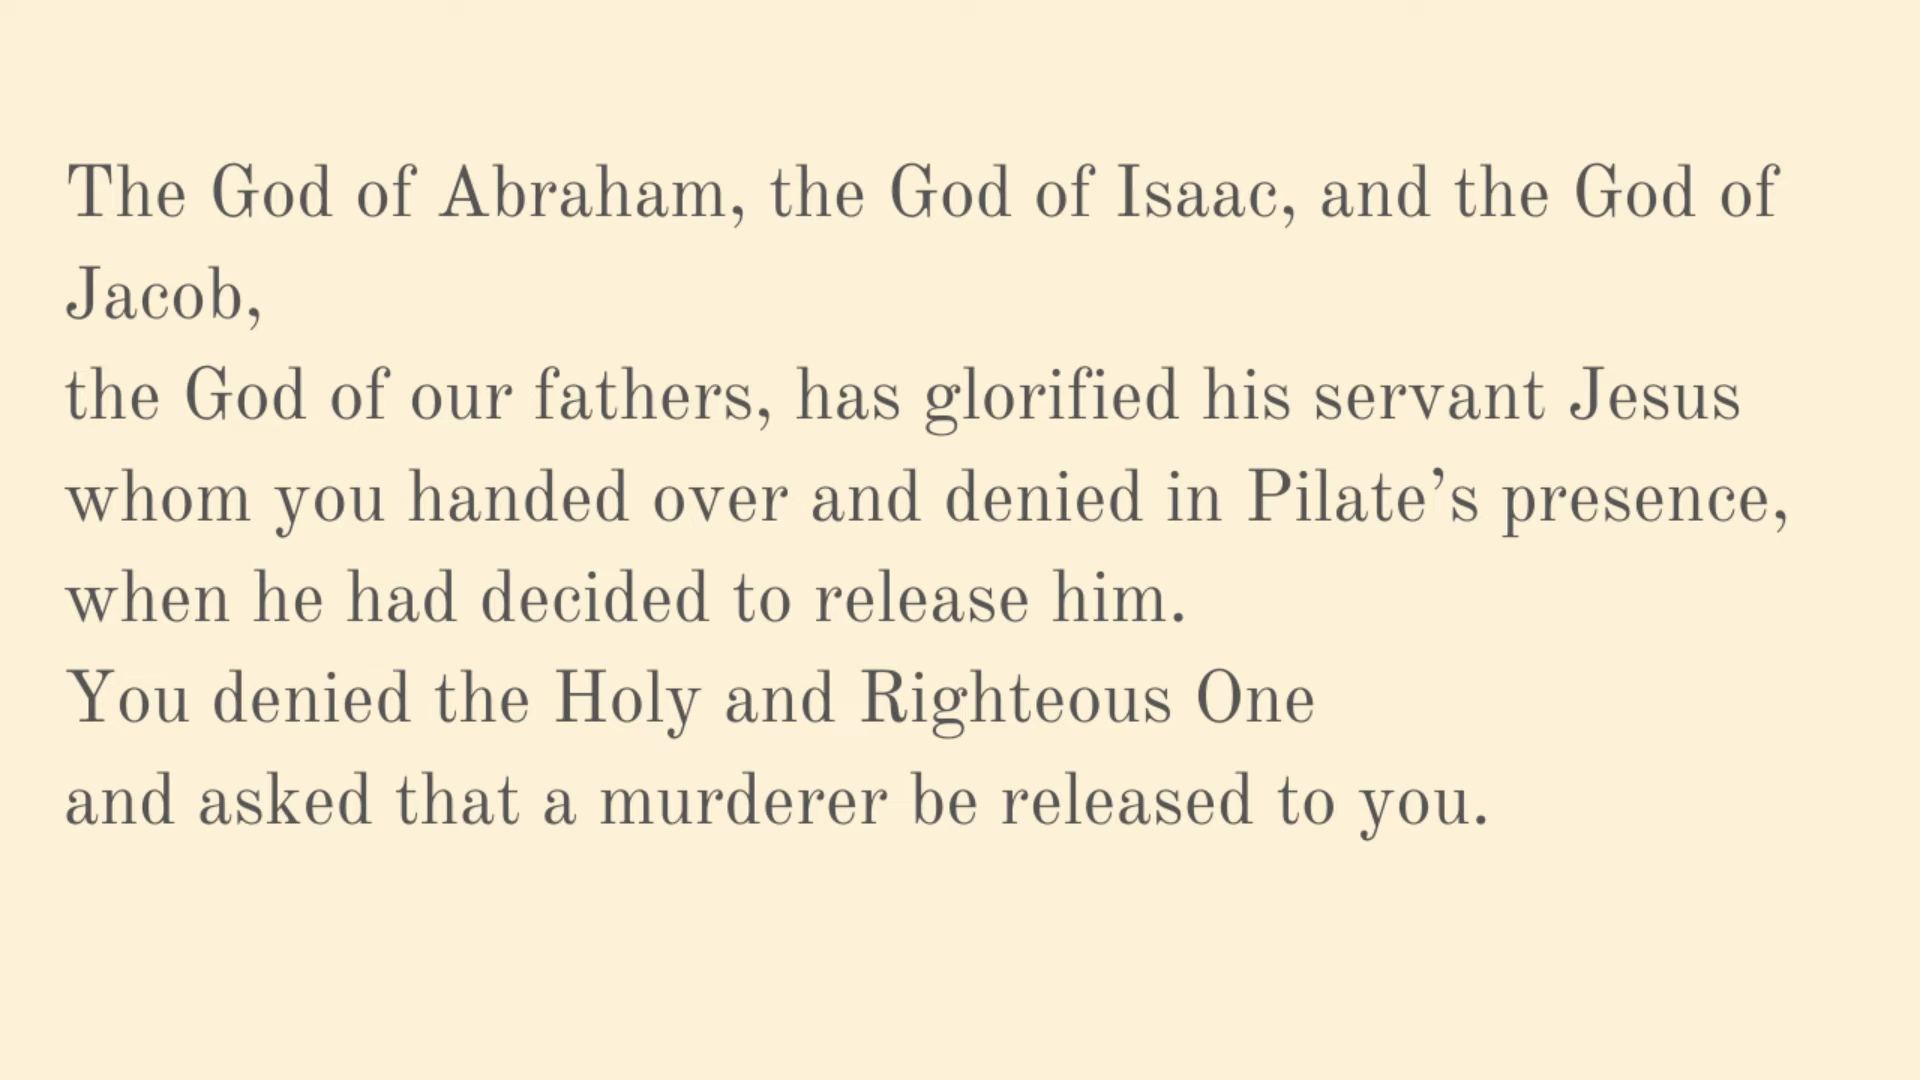 The God of Abraham, the God of Isaac, and the God of
Jacob,
the God of our fathers, has glorified his servant Jesus
whom you handed over and denied in Pilate’s presence,
when he had decided to release him.
You denied the Holy and Righteous One
and asked that a murderer be released to you.